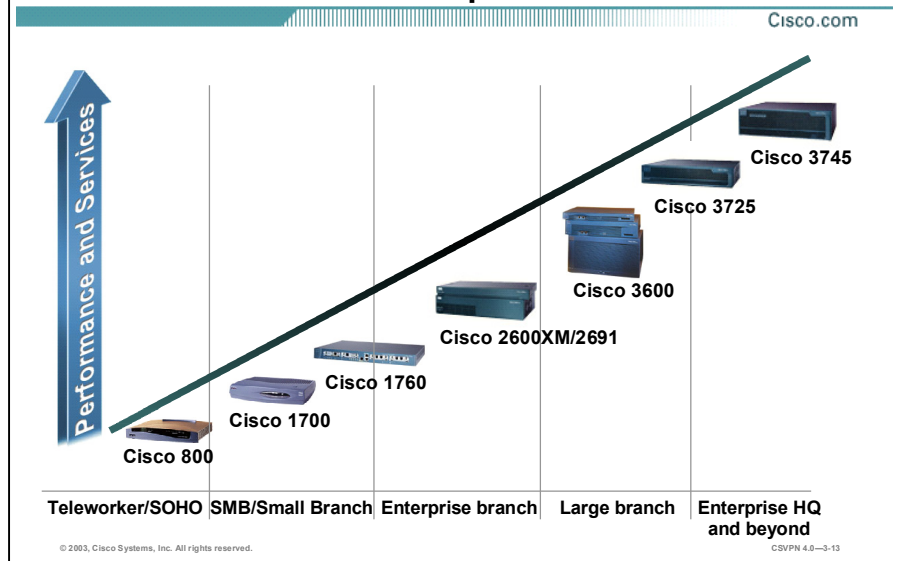 Cisco.com
Performance and Services
Cisco 3745
Cisco 3725
Cisco 3600
Cisco 2600XM/2691
Cisco 1760
Cisco 1700
Cisco 800
Teleworker/SOHO
SMB/Small Branch
Enterprise branch
Large branch
Enterprise HQ
and beyond
© 2003, Cisco Systems, Inc. All rights reserved.
CSVPN 4.0—3-13